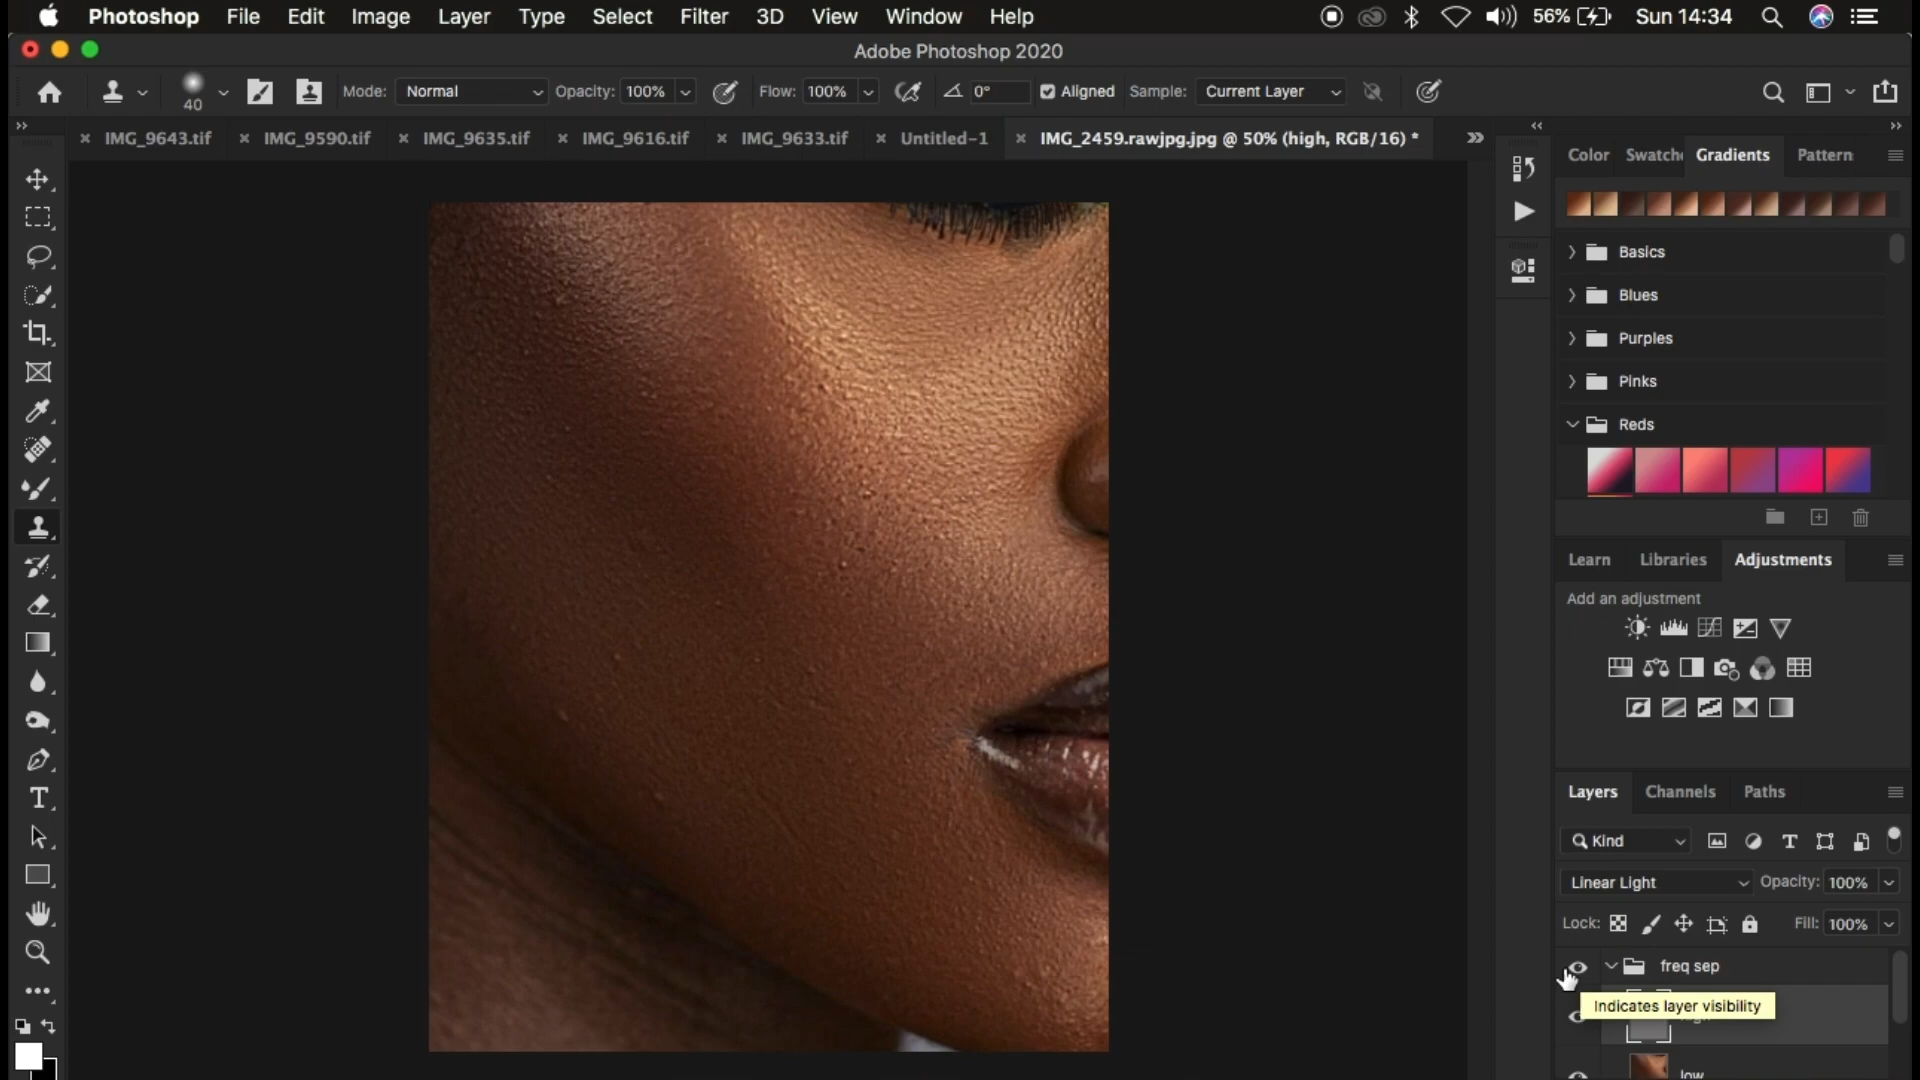 Photoshop File Edit Image Layer Type Select Filter 3D View Window Help 56% Sun 14:34
Adobe Photoshop 2020
40 Mode: Normal Opacity: 100% Flow: 100% 0° Aligned Sample: Current Layer
IMG_9643.tif IMG_9590.tif IMG_9635.tif IMG_9616.tif IMG_9633.tif Untitled-1 IMG_2459.rawjpg.jpg @ 50% (high, RGB/16) *
Color Swatche Gradients Pattern
Basics
Blues
Purples
Pinks
Reds
Learn Libraries Adjustments
Add an adjustment
Layers Channels Paths
Kind
Linear Light Opacity: 100%
Lock: Fill: 100%
freq sep
Indicates layer visibility
low